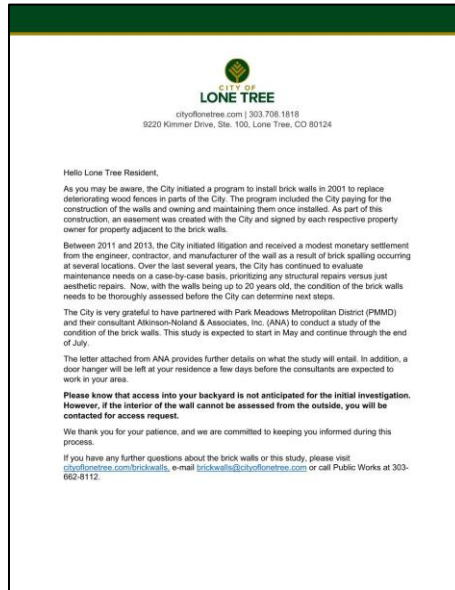 CITY OF
LONE TREE
cityoflonetree.com | 303.708.1818
9220 Kimmer Drive, Ste. 100, Lone Tree, CO 80124
Hello Lone Tree Resident,
As you may be aware, the City initiated a program to install brick walls in 2001 to replace
deteriorating wood fences in parts of the City. The program included the City paying for the
construction of the walls and owning and maintaining them once installed. As part of this
construction, an easement was created with the City and signed by each respective property
owner for property adjacent to the brick walls.
Between 2011 and 2013, the City initiated litigation and received a modest monetary settlement
from the engineer, contractor, and manufacturer of the wall as a result of brick spalling occurring
at several locations. Over the last several years, the City has continued to evaluate
maintenance needs on a case-by-case basis, prioritizing any structural repairs versus just
aesthetic repairs. Now, with the walls being up to 20 years old, the condition of the brick walls
needs to be thoroughly assessed before the City can determine next steps.
The City is very grateful to have partnered with Park Meadows Metropolitan District (PMMD)
and their consultant Atkinson-Noland & Associates, Inc. (ANA) to conduct a study of the
condition of the brick walls. This study is expected to start in May and continue through the end
of July.
The letter attached from ANA provides further details on what the study will entail. In addition, a
door hanger will be left at your residence a few days before the consultants are expected to
work in your area.
Please know that access into your backyard is not anticipated for the initial investigation.
However, if the interior of the wall cannot be assessed from the outside, you will be
contacted for access request.
We thank you for your patience, and we are committed to keeping you informed during this
process.
If you have any further questions about the brick walls or this study, please visit
cityoflonetree.com/brickwalls, e-mail brickwalls@cityoflonetree.com or call Public Works at 303-
662-8112.